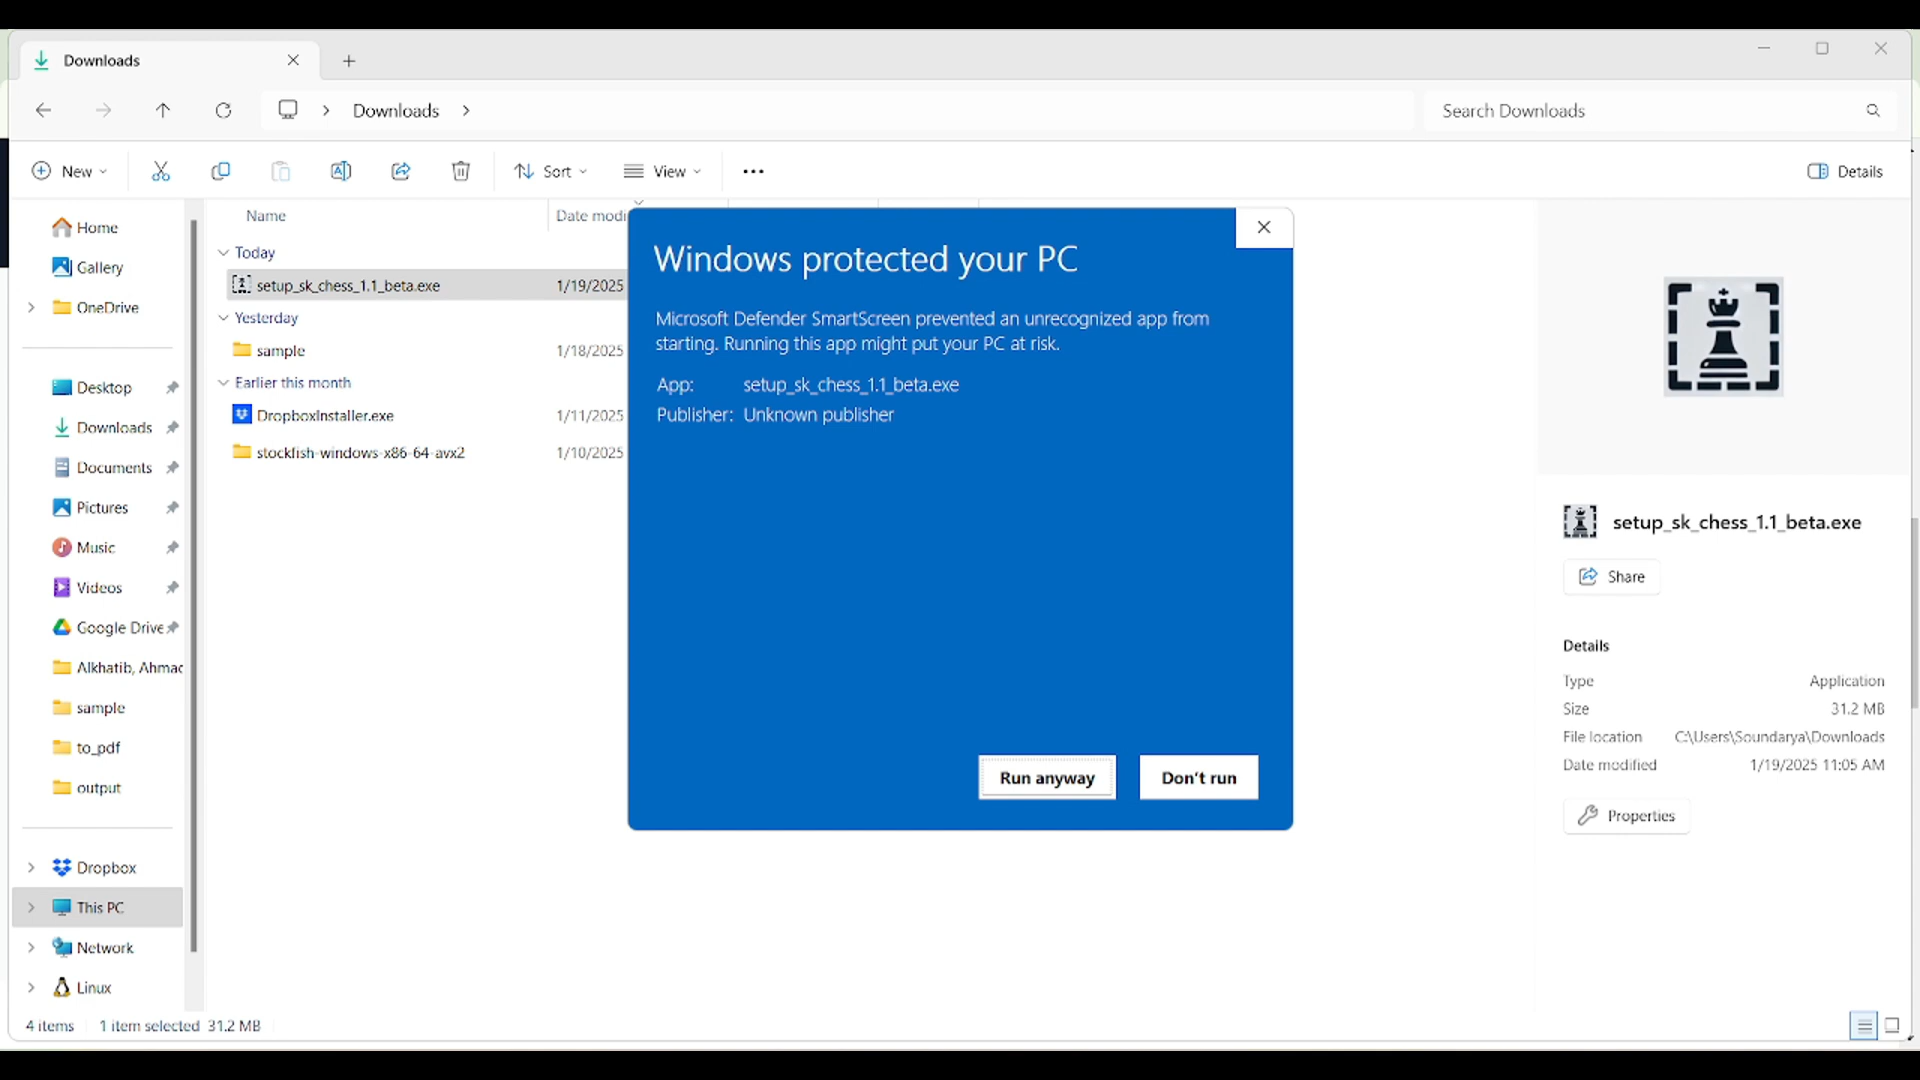 Downloads
Downloads
Search Downloads
New
Sort
View
Details
Home
Gallery
OneDrive
Desktop
Downloads
Documents
Pictures
Music
Videos
Google Drive
Alkhatib, Ahmad
sample
to_pdf
output
Dropbox
This PC
Network
Linux
Name Date modi
Today
setup_sk_chess_1.1_beta.exe 1/19/2025
Yesterday
sample 1/18/2025
Earlier this month
DropboxInstaller.exe 1/11/2025
stockfish-windows-x86-64-avx2 1/10/2025
Windows protected your PC
Microsoft Defender SmartScreen prevented an unrecognized app from
starting. Running this app might put your PC at risk.
App: setup_sk_chess_1.1_beta.exe
Publisher: Unknown publisher
Run anyway Don't run
setup_sk_chess_1.1_beta.exe
Share
Details
Type Application
Size 31.2 MB
File location C:\Users\Soundarya\Downloads
Date modified 1/19/2025 11:05 AM
Properties
4 items 1 item selected 31.2 MB